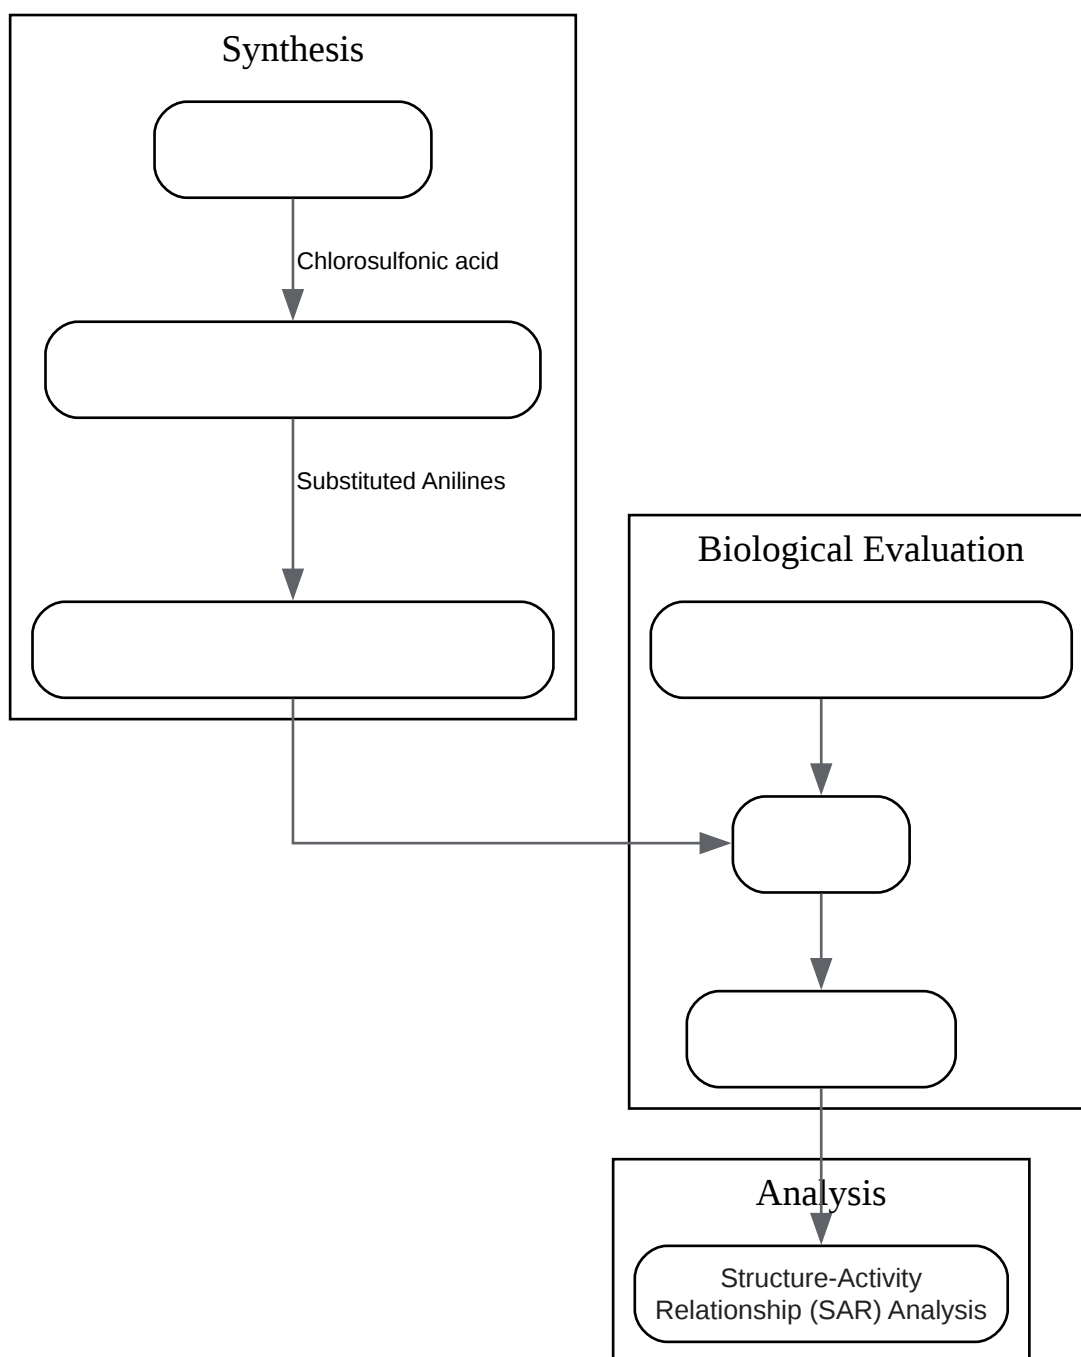 Synthesis
Chlorosulfonic acid
Substituted Anilines
Biological Evaluation
Analysis
Structure-Activity
Relationship (SAR) Analysis